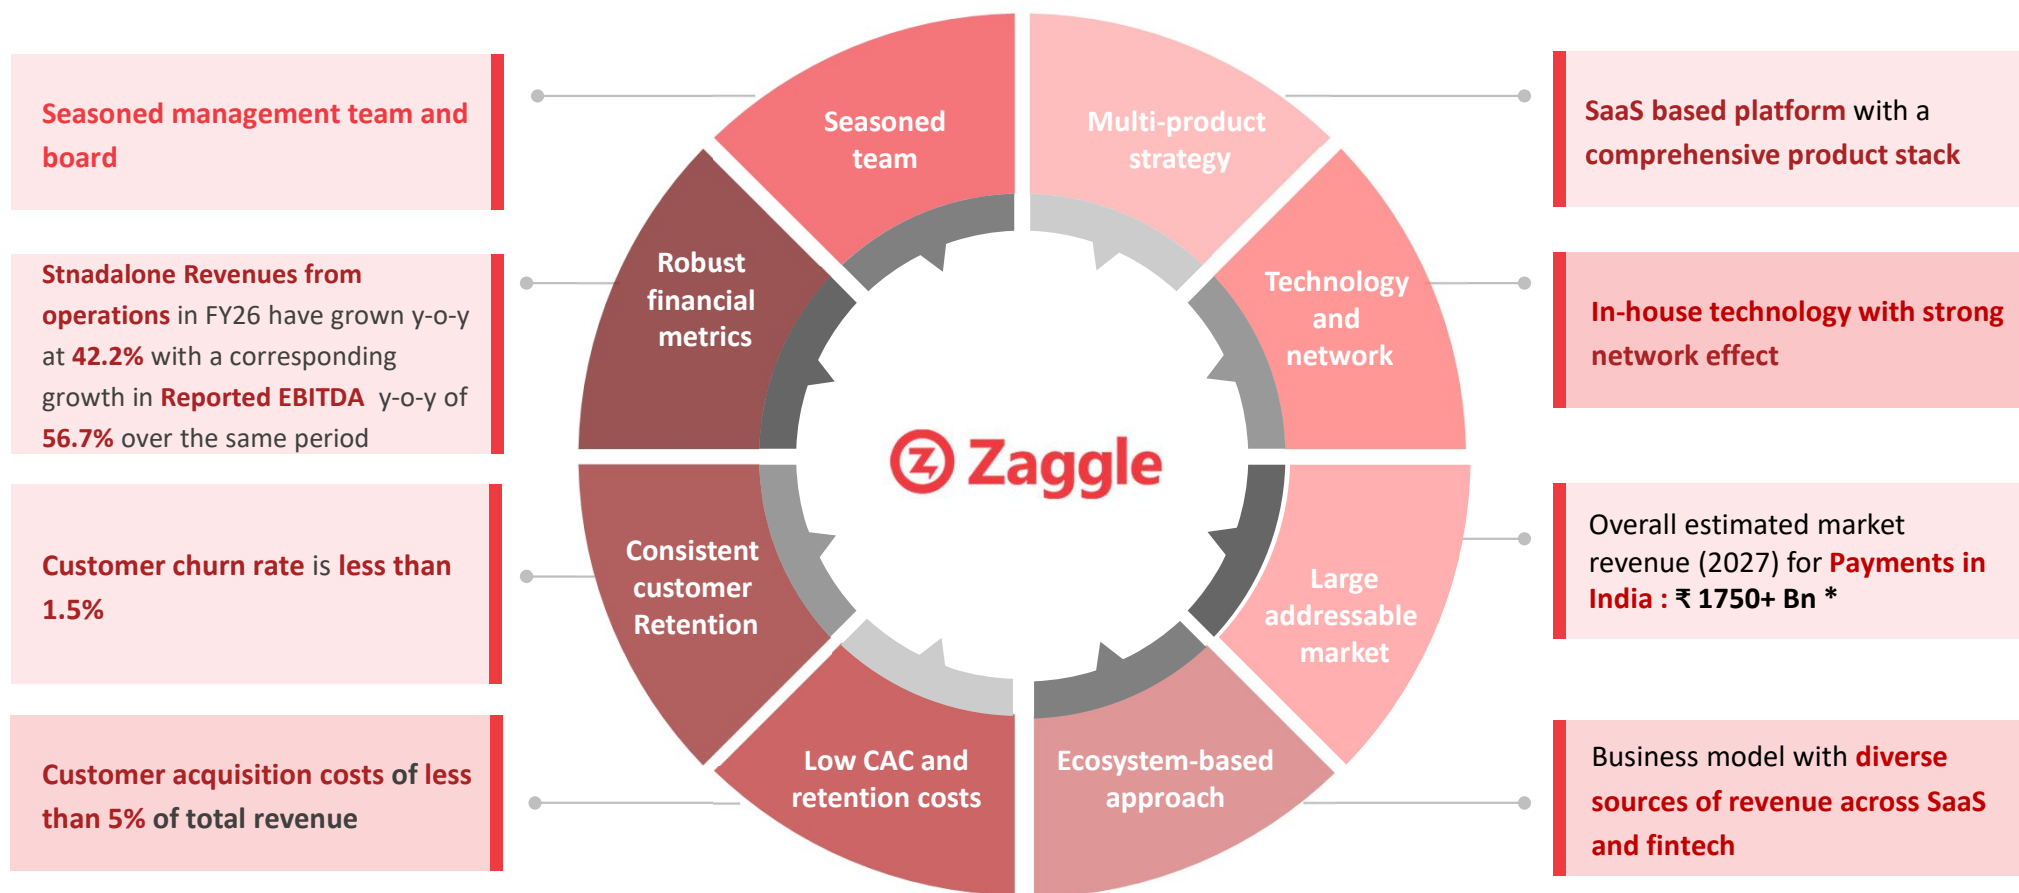 Seasoned management team and
board
Stnadalone Revenues from
operations in FY26 have grown y-o-y
at 42.2% with a corresponding
growth in Reported EBITDA y-o-y of
56.7% over the same period
Customer churn rate is less than
1.5%
Customer acquisition costs of less
than 5% of total revenue
Seasoned
team
Multi-product
strategy
Robust
financial
metrics
Technology
and
network
Zaggle
Consistent
customer
Retention
Large
addressable
market
Low CAC and
retention costs
Ecosystem-based
approach
SaaS based platform with a
comprehensive product stack
In-house technology with strong
network effect
Overall estimated market
revenue (2027) for Payments in
India : ₹ 1750+ Bn *
Business model with diverse
sources of revenue across SaaS
and fintech